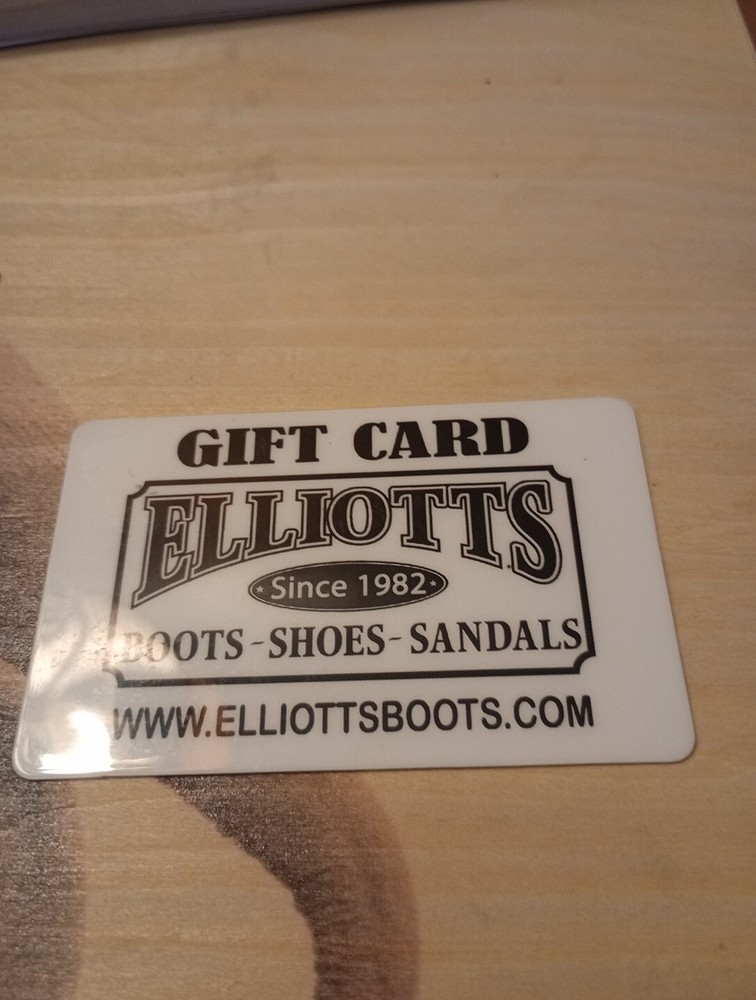 GIFT CARD
ELLIOTTS
Since 1982
BOOTS - SHOES - SANDALS
WWW.ELLIOTTSBOOTS.COM